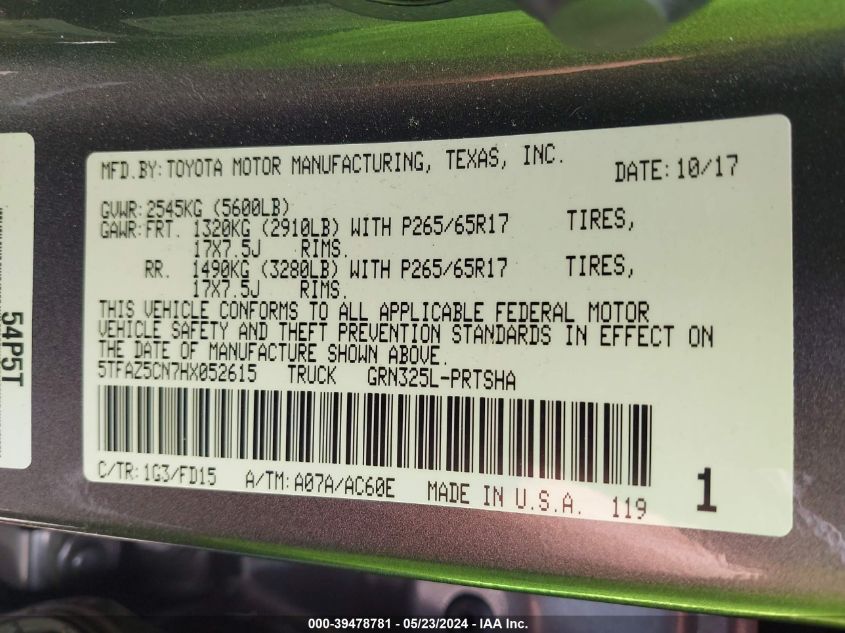 MFD.BY:TOYOTA MOTOR MANUFACTURING, TEXAS, INC. DATE:10/17
GVWR:2545KG (5600LB)
GAWR:FRT. 1320KG (2910LB) WITH P265/65R17 TIRES,
17X7.5J RIMS.
RR. 1490KG (3280LB) WITH P265/65R17 TIRES,
17X7.5J RIMS.
THIS VEHICLE CONFORMS TO ALL APPLICABLE FEDERAL MOTOR
VEHICLE SAFETY AND THEFT PREVENTION STANDARDS IN EFFECT ON
THE DATE OF MANUFACTURE SHOWN ABOVE.
5TFAZ5CN7HX052615 TRUCK GRN325L-PRTSHA
C/TR:1G3/FD15 A/TM:A07A/AC60E MADE IN U.S.A. 119 1
54P5T
000-39478781 - 05/23/2024 - IAA Inc.